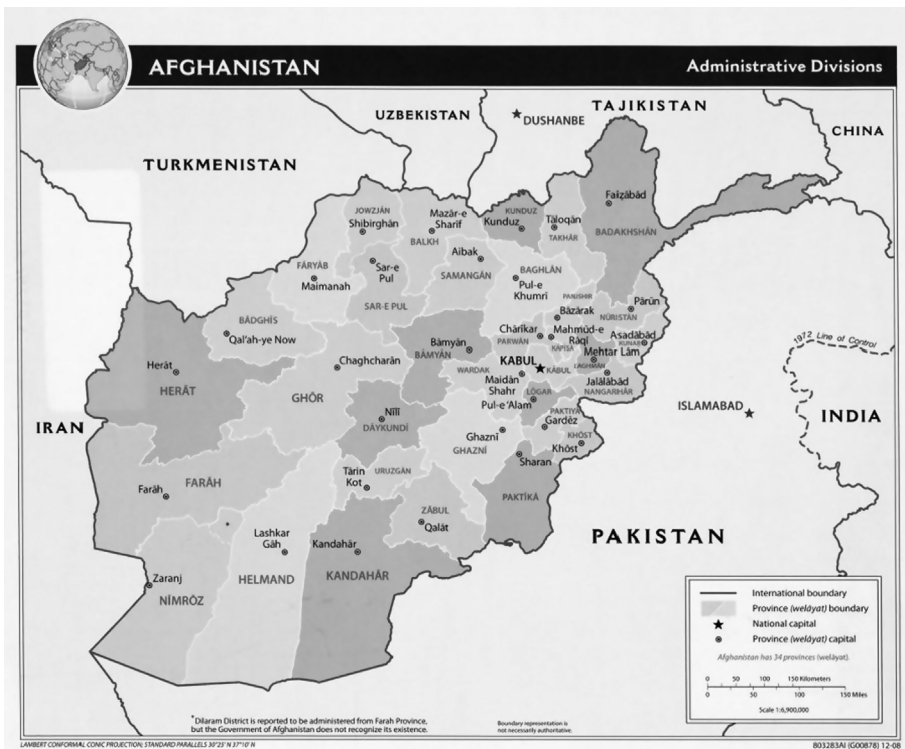 AFGHANISTAN
Administrative Divisions
UZBEKISTAN
TAJIKISTAN
DUSHANBE
CHINA
TURKMENISTAN
JOWZJĀN
Shibirghān
Mazār-e
Sharīf
BALKH
KUNDUZ
Kunduz
Tāloqān
TAKHĀR
Faīẕābād
BADAKHSHĀN
FĀRYĀB
Maimanah
Sar-e
Pul
SAR-E PUL
Aībak
SAMANGĀN
BAGHLĀN
Pul-e
Khumrī
PANJSHIR
Bāzārak
Pārūn
NŪRISTĀN
BĀDGHĪS
Qal'ah-ye Now
Chārīkar
PARWĀN
Mahmūd-e
Rāqī
KĀPĪSĀ
Asadābād
KUNAR
Mehtar Lām
LAGHMĀN
1972 Line of Control
Herāt
HERĀT
Chaghcharān
GHŌR
Bāmyān
BĀMYĀN
KABUL
KĀBUL
WARDAK
Maidān
Shahr
Jalālābād
NANGARHĀR
LŌGAR
Pul-e 'Alam
ISLAMABAD
INDIA
IRAN
Nīlī
DĀYKUNDĪ
PAKTIYĀ
Gardēz
Ghaznī
GHAZNĪ
KHŌST
Khōst
Sharan
PAKTĪKĀ
FARĀH
Farāh
Tārīn
Kot
URUZGĀN
ZĀBUL
Qalāt
PAKISTAN
Lashkar
Gāh
Kandahār
HELMAND
KANDAHĀR
Zaranj
NĪMRŌZ
International boundary
Province (welāyat) boundary
National capital
Province (welāyat) capital
Afghanistan has 34 provinces (welāyat).
0 50 100 150 Kilometers
0 50 100 150 Miles
Scale 1:6,900,000
*Dilaram District is reported to be administered from Farah Province,
but the Government of Afghanistan does not recognize its existence.
Boundary representation is
not necessarily authoritative.
LAMBERT CONFORMAL CONIC PROJECTION; STANDARD PARALLELS 30°25' N 37°10' N
803283AI (G00878) 12-08